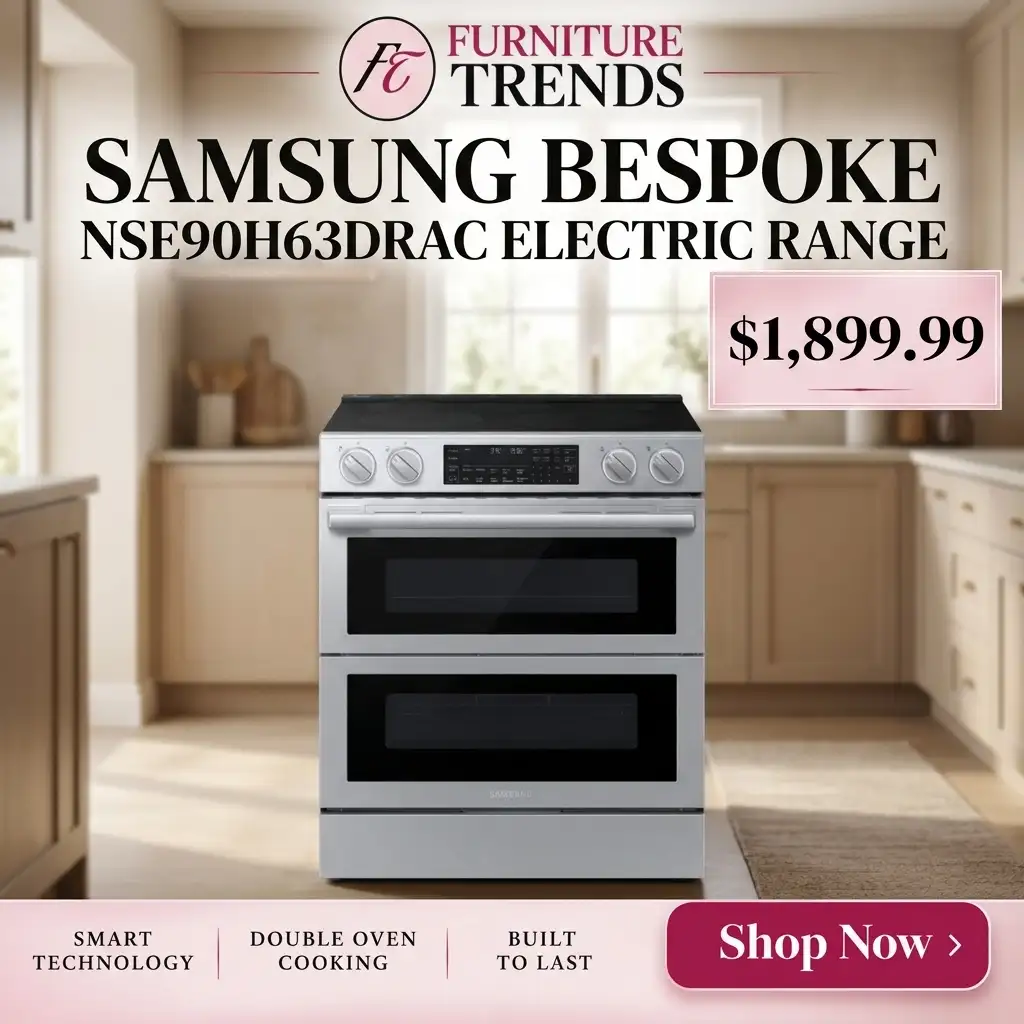 FT
FURNITURE
TRENDS
SAMSUNG BESPOKE
NSE90H63DRAC ELECTRIC RANGE
$1,899.99
SAMSUNG
SMART
TECHNOLOGY
DOUBLE OVEN
COOKING
BUILT
TO LAST
Shop Now